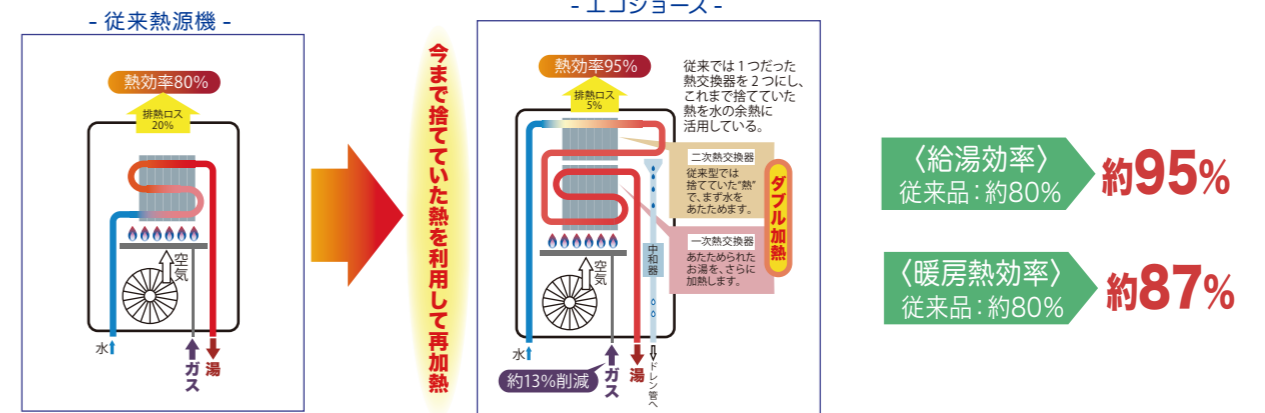 - 従来熱源機 -
熱効率80%
排熱ロス
20%
空気
水
ガス
湯
今まで捨てていた熱を利用して再加熱
- エコジョーズ -
熱効率95%
排熱ロス
5%
従来では1つだった
熱交換器を2つにし、
これまで捨てていた
熱を水の余熱に
活用している。
二次熱交換器
従来型では
捨てていた“熱”
で、まず水を
あたためます。
ダブル加熱
一次熱交換器
あたためられた
お湯を、さらに
加熱します。
中和器
空気
水
約13%削減
ガス
湯
ドレン管へ
〈給湯効率〉
従来品：約80%
約95%
〈暖房熱効率〉
従来品：約80%
約87%